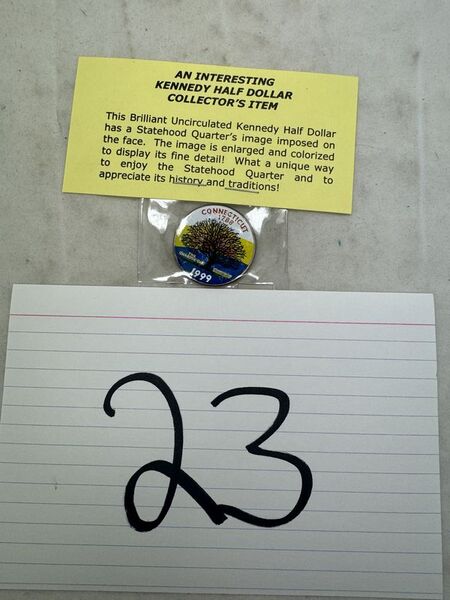 AN INTERESTING
KENNEDY HALF DOLLAR
COLLECTOR'S ITEM
This Brilliant Uncirculated Kennedy Half Dollar
has a Statehood Quarter's image imposed on
the face. The image is enlarged and colorized
to display its fine detail! What a unique way
to enjoy the Statehood Quarter and to
appreciate its history and traditions!
CONNECTICUT
1788
1999
23